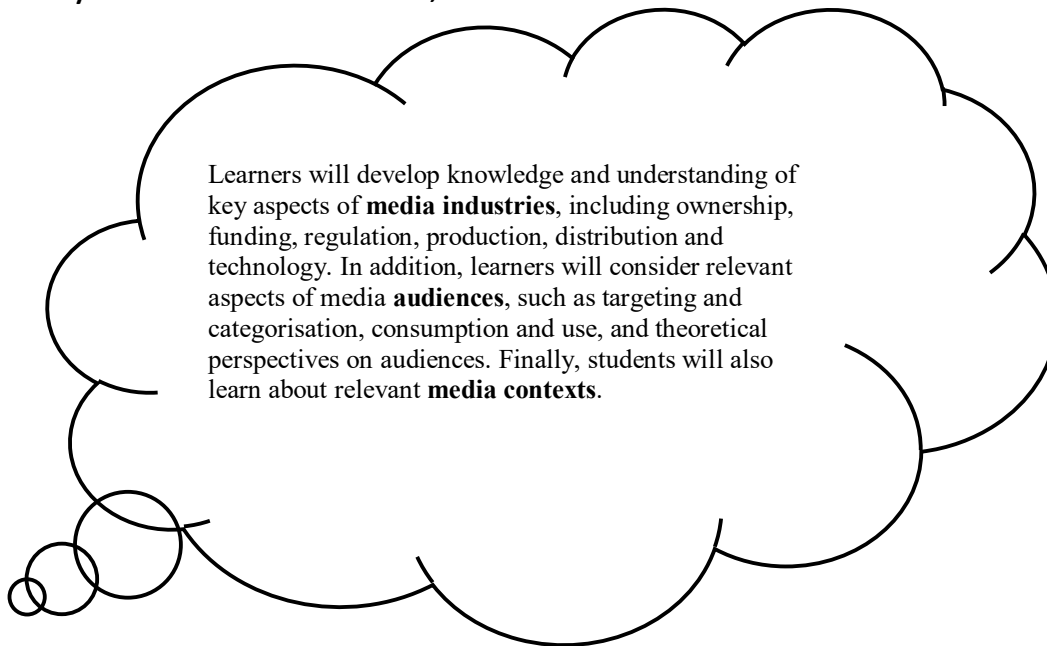 Learners will develop knowledge and understanding of
key aspects of media industries, including ownership,
funding, regulation, production, distribution and
technology. In addition, learners will consider relevant
aspects of media audiences, such as targeting and
categorisation, consumption and use, and theoretical
perspectives on audiences. Finally, students will also
learn about relevant media contexts.